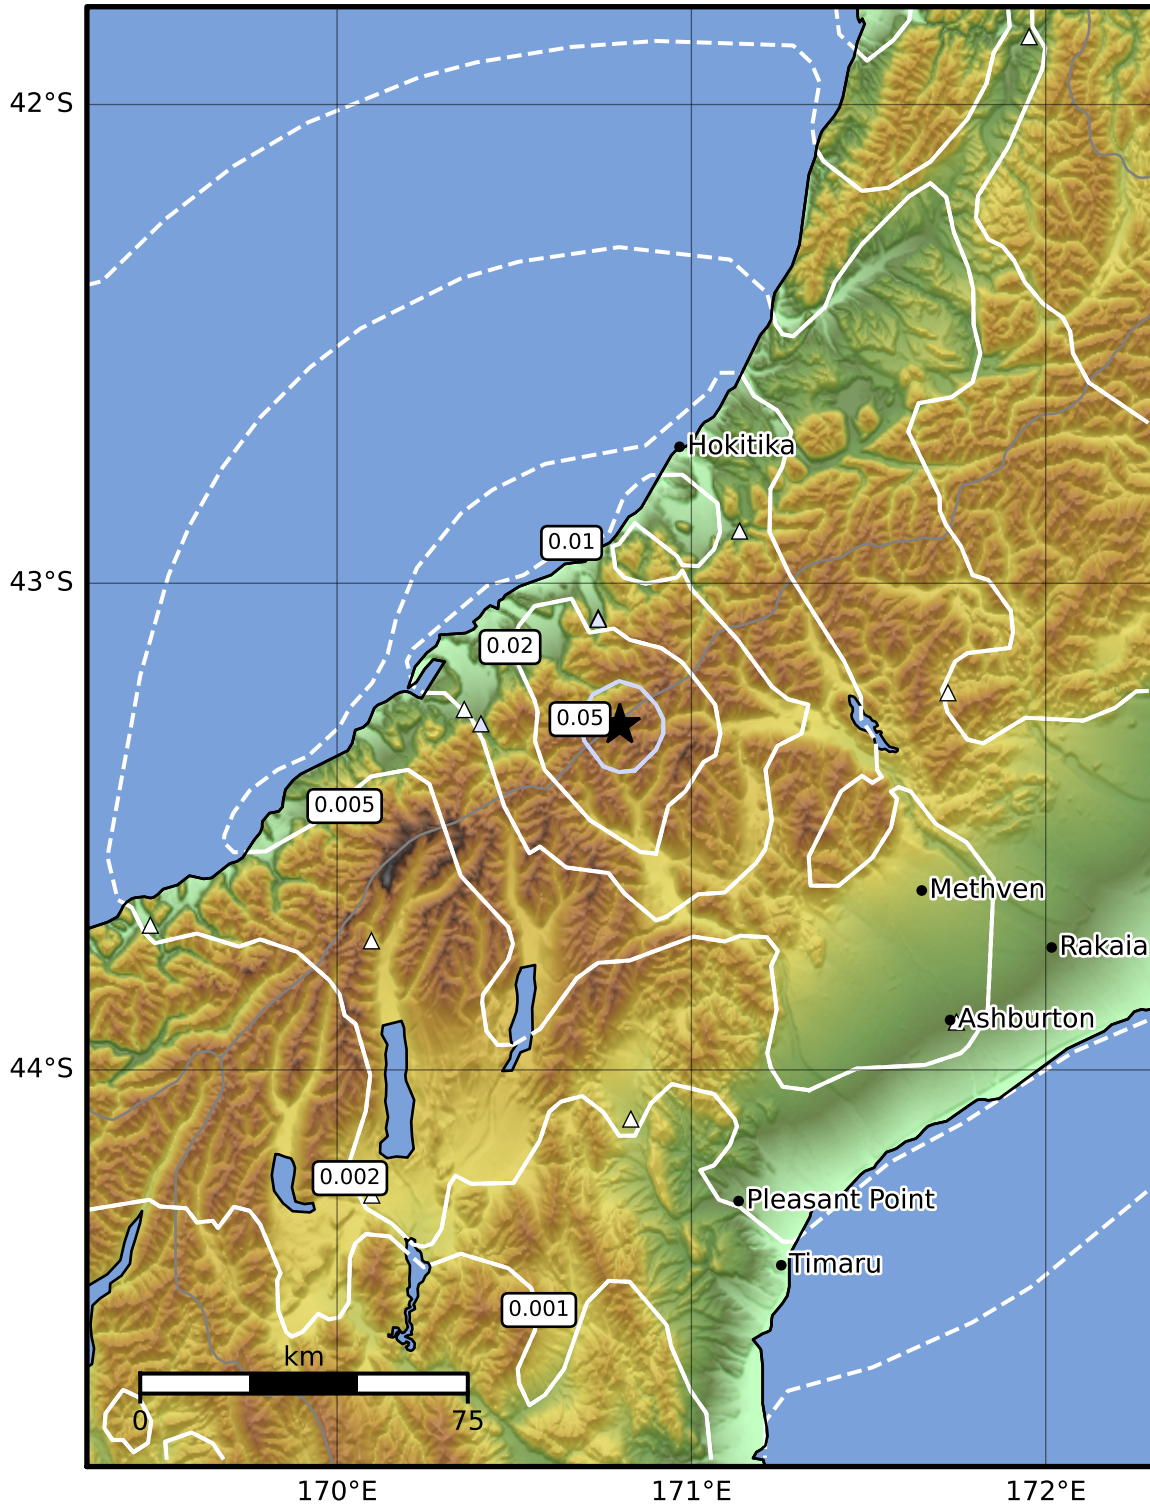 42°S
Hokitika
0.01
43°S
0.02
0.05
0.005
Methven
Rakaia
Ashburton
44°S
0.002
Pleasant Point
Timaru
0.001
km
0 75
170°E 171°E 172°E